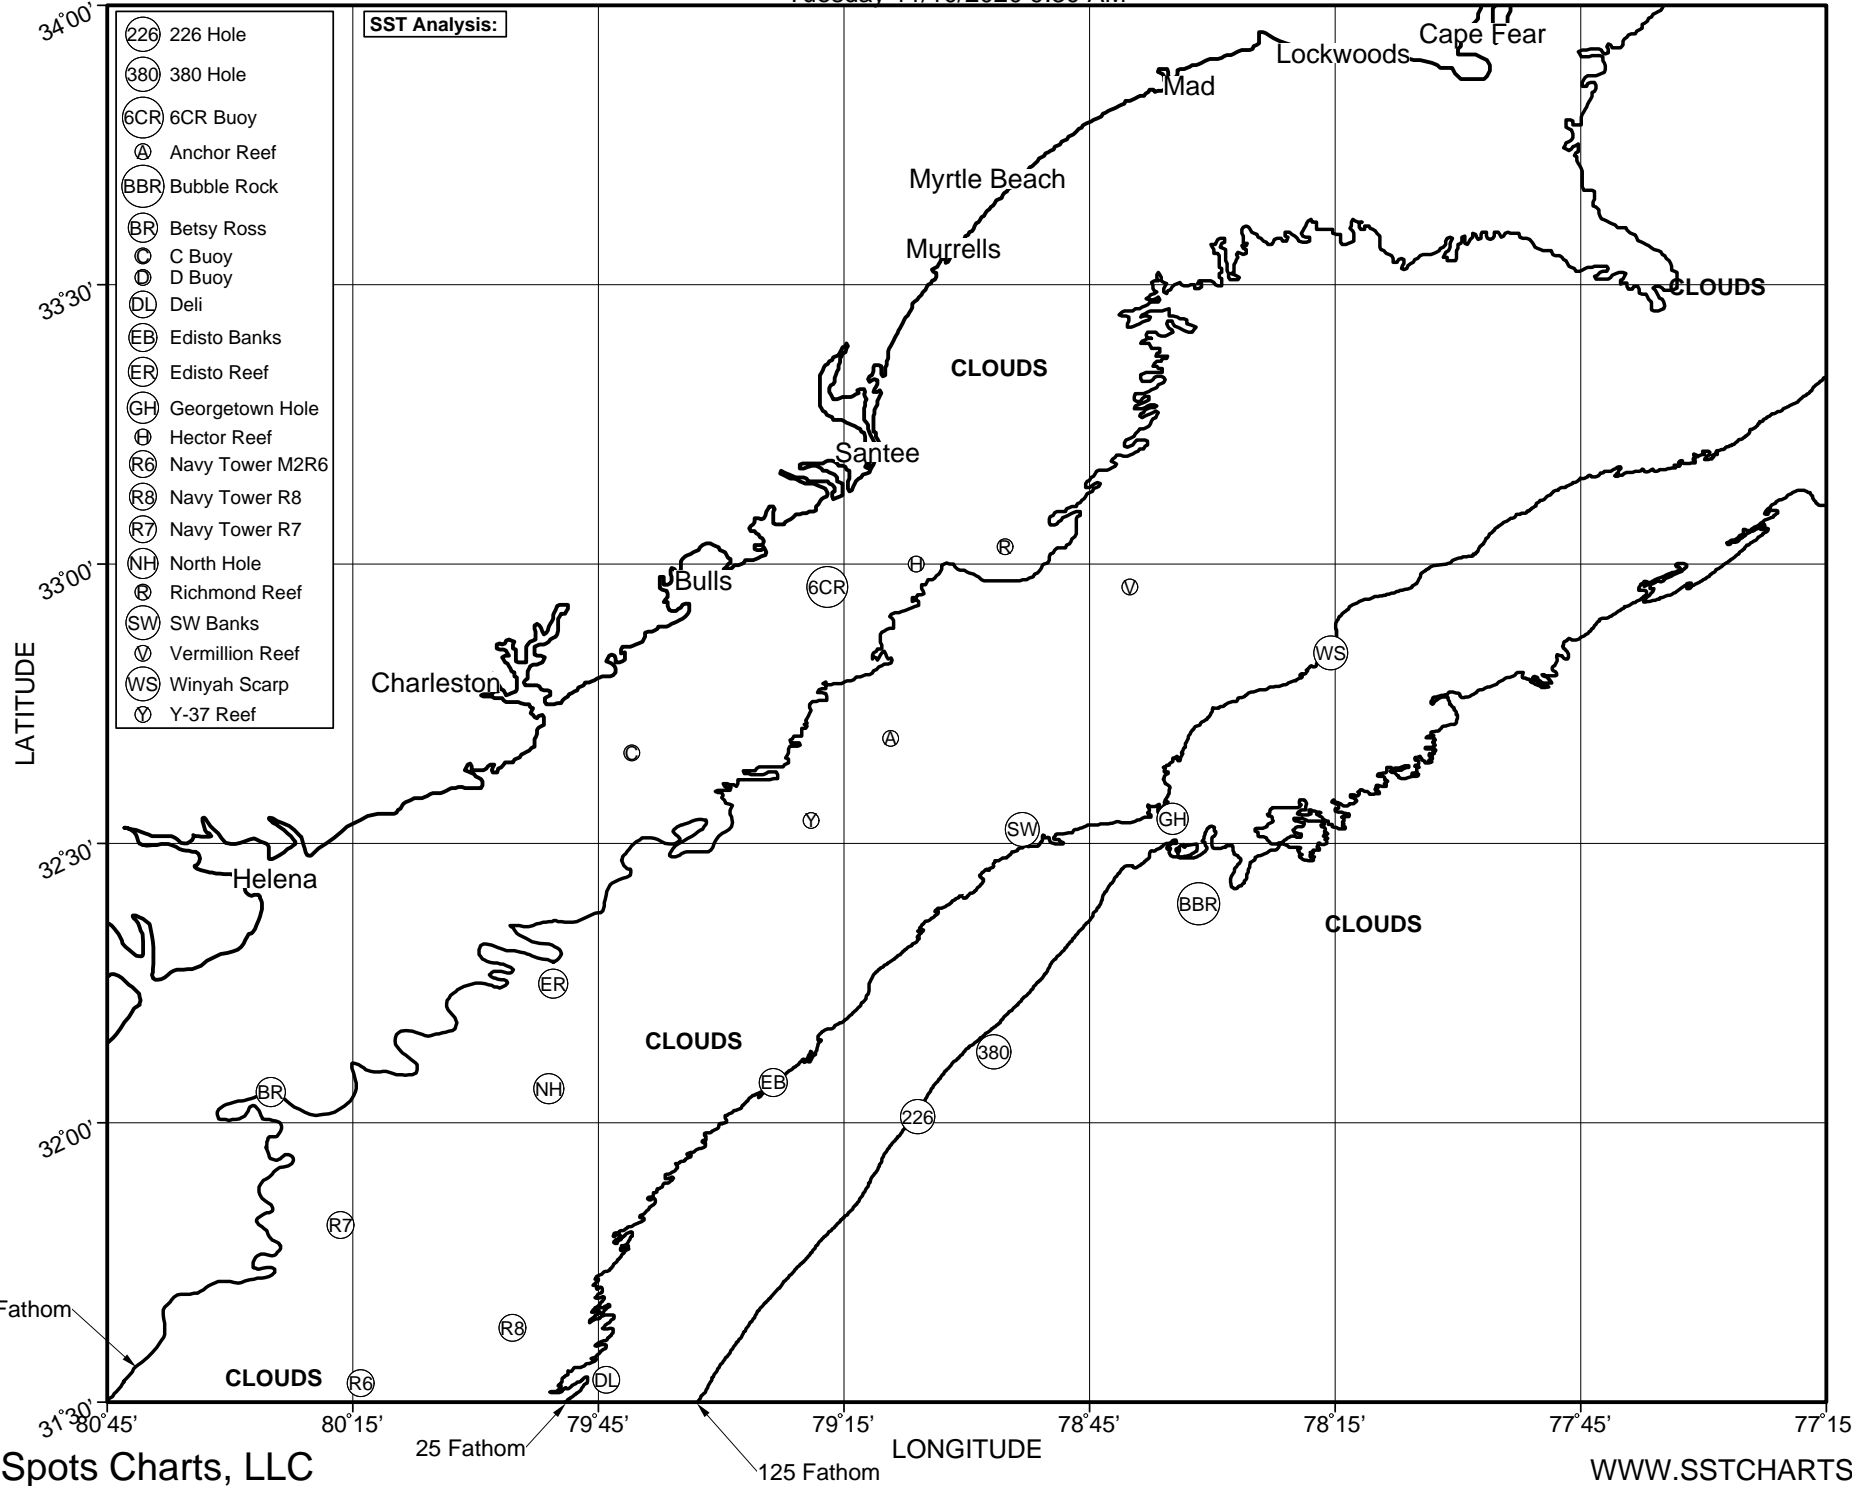 34°00'
SST Analysis:
Cape Fear
Lockwoods
Mad
Myrtle Beach
Murrells
226 226 Hole
380 380 Hole
6CR 6CR Buoy
A Anchor Reef
BBR Bubble Rock
BR Betsy Ross
C C Buoy
D D Buoy
DL Deli
EB Edisto Banks
ER Edisto Reef
GH Georgetown Hole
H Hector Reef
R6 Navy Tower M2R6
R8 Navy Tower R8
R7 Navy Tower R7
NH North Hole
R Richmond Reef
SW SW Banks
V Vermillion Reef
WS Winyah Scarp
Y Y-37 Reef
33°30'
CLOUDS
CLOUDS
Santee
R
33°00'
H
Bulls
6CR
V
WS
Charleston
LATITUDE
A
C
Y
SW
GH
32°30'
Helena
BBR
CLOUDS
ER
CLOUDS
380
EB
NH
BR
226
32°00'
R7
Fathom
R8
CLOUDS
R6
DL
31°30'
80°45'
80°15'
79°45'
79°15'
78°45'
78°15'
77°45'
77°15'
25 Fathom
LONGITUDE
125 Fathom
Spots Charts, LLC
WWW.SSTCHARTS